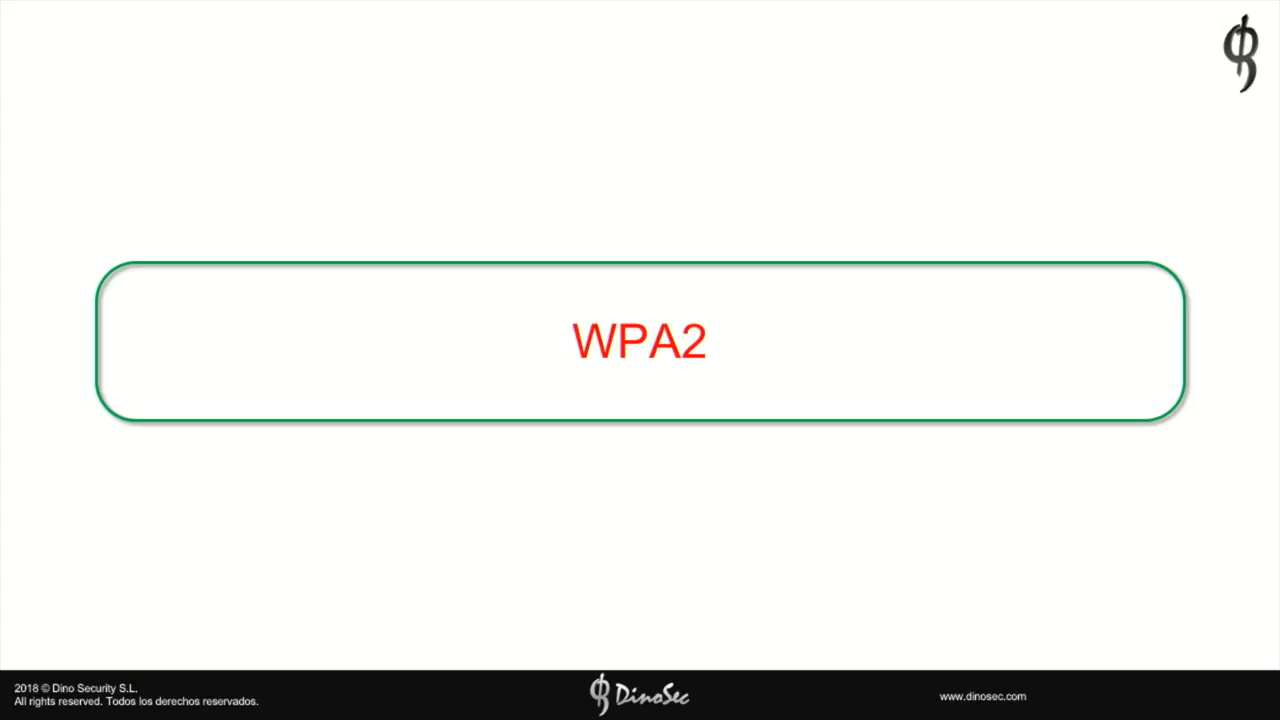 WPA2
2018 © Dino Security S.L.
All rights reserved. Todos los derechos reservados.
DinoSec
www.dinosec.com